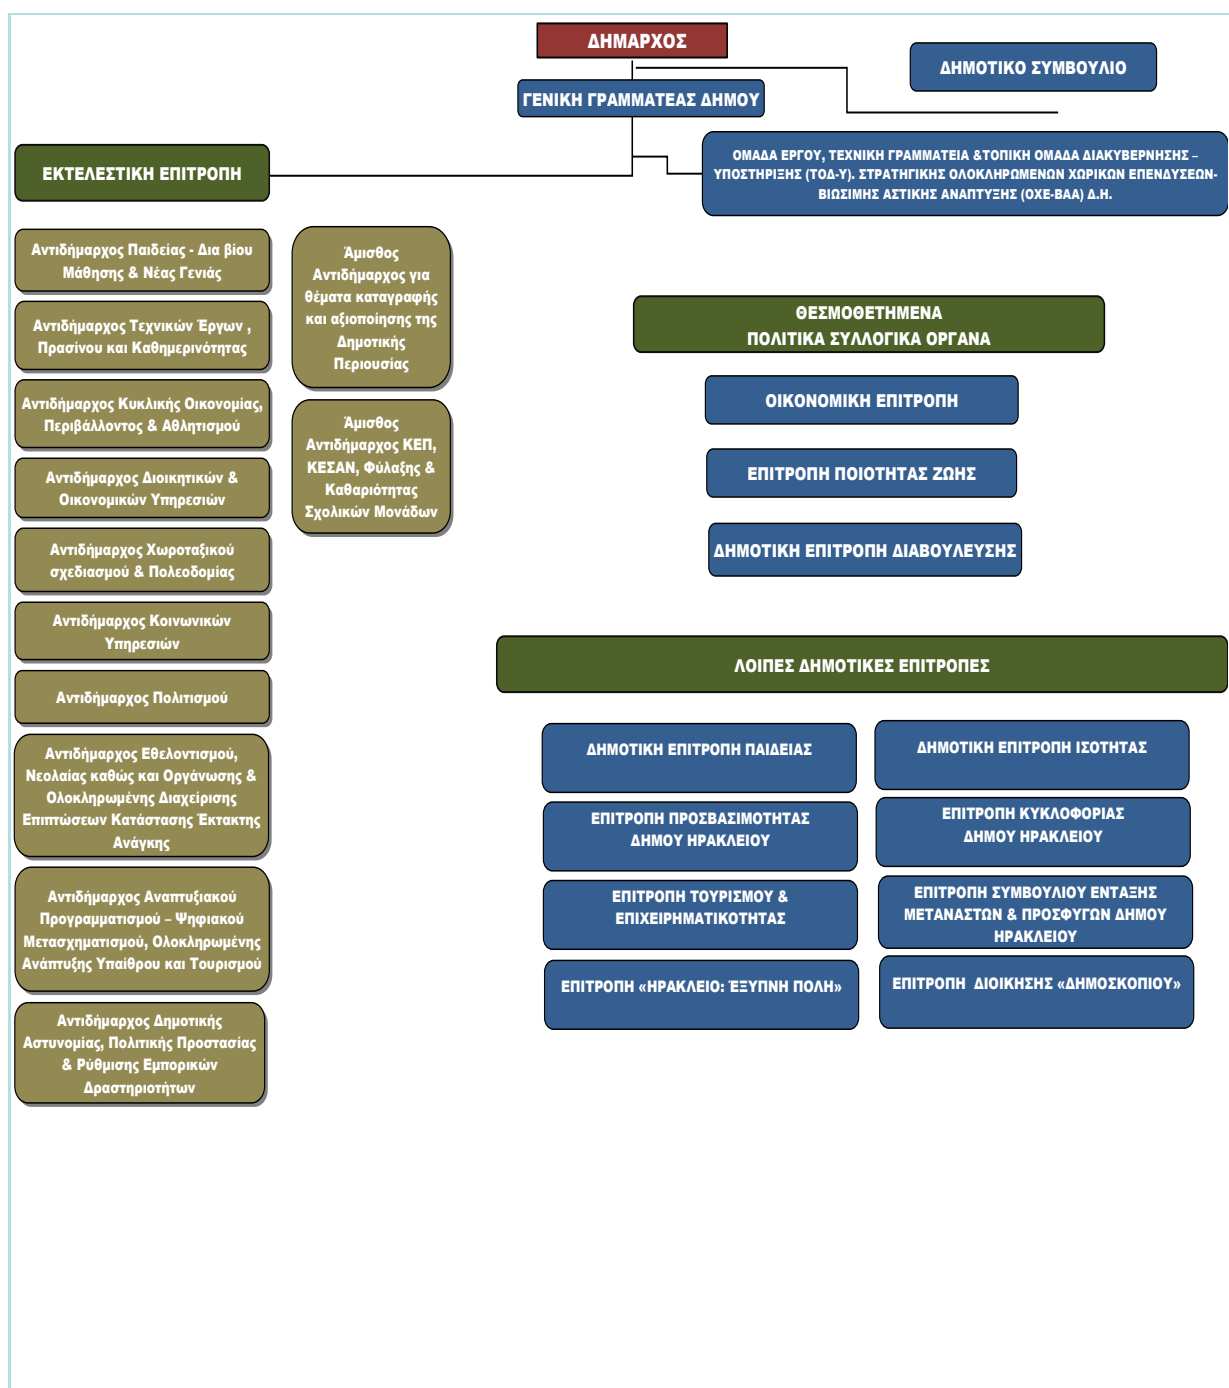 ΔΗΜΑΡΧΟΣ
ΔΗΜΟΤΙΚΟ ΣΥΜΒΟΥΛΙΟ
ΓΕΝΙΚΗ ΓΡΑΜΜΑΤΕΑΣ ΔΗΜΟΥ
ΟΜΑΔΑ ΕΡΓΟΥ, ΤΕΧΝΙΚΗ ΓΡΑΜΜΑΤΕΙΑ &ΤΟΠΙΚΗ ΟΜΑΔΑ ΔΙΑΚΥΒΕΡΝΗΣΗΣ –
ΥΠΟΣΤΗΡΙΞΗΣ (ΤΟΔ-Υ). ΣΤΡΑΤΗΓΙΚΗΣ ΟΛΟΚΛΗΡΩΜΕΝΩΝ ΧΩΡΙΚΩΝ ΕΠΕΝΔΥΣΕΩΝ-
ΒΙΩΣΙΜΗΣ ΑΣΤΙΚΗΣ ΑΝΑΠΤΥΞΗΣ (ΟΧΕ-ΒΑΑ) Δ.Η.
ΕΚΤΕΛΕΣΤΙΚΗ ΕΠΙΤΡΟΠΗ
Αντιδήμαρχος Παιδείας - Δια βίου
Μάθησης & Νέας Γενιάς
Αντιδήμαρχος Τεχνικών Έργων ,
Πρασίνου και Καθημερινότητας
Αντιδήμαρχος Κυκλικής Οικονομίας,
Περιβάλλοντος & Αθλητισμού
Αντιδήμαρχος Διοικητικών &
Οικονομικών Υπηρεσιών
Αντιδήμαρχος Χωροταξικού
σχεδιασμού & Πολεοδομίας
Αντιδήμαρχος Κοινωνικών
Υπηρεσιών
Αντιδήμαρχος Πολιτισμού
Αντιδήμαρχος Εθελοντισμού,
Νεολαίας καθώς και Οργάνωσης &
Ολοκληρωμένης Διαχείρισης
Επιπτώσεων Κατάστασης Έκτακτης
Ανάγκης
Αντιδήμαρχος Αναπτυξιακού
Προγραμματισμού – Ψηφιακού
Μετασχηματισμού, Ολοκληρωμένης
Ανάπτυξης Υπαίθρου και Τουρισμού
Αντιδήμαρχος Δημοτικής
Αστυνομίας, Πολιτικής Προστασίας
& Ρύθμισης Εμπορικών
Δραστηριοτήτων
Άμισθος
Αντιδήμαρχος για
θέματα καταγραφής
και αξιοποίησης της
Δημοτικής
Περιουσίας
Άμισθος
Αντιδήμαρχος ΚΕΠ,
ΚΕΣΑΝ, Φύλαξης &
Καθαριότητας
Σχολικών Μονάδων
ΘΕΣΜΟΘΕΤΗΜΕΝΑ
ΠΟΛΙΤΙΚΑ ΣΥΛΛΟΓΙΚΑ ΟΡΓΑΝΑ
ΟΙΚΟΝΟΜΙΚΗ ΕΠΙΤΡΟΠΗ
ΕΠΙΤΡΟΠΗ ΠΟΙΟΤΗΤΑΣ ΖΩΗΣ
ΔΗΜΟΤΙΚΗ ΕΠΙΤΡΟΠΗ ΔΙΑΒΟΥΛΕΥΣΗΣ
ΛΟΙΠΕΣ ΔΗΜΟΤΙΚΕΣ ΕΠΙΤΡΟΠΕΣ
ΔΗΜΟΤΙΚΗ ΕΠΙΤΡΟΠΗ ΠΑΙΔΕΙΑΣ
ΔΗΜΟΤΙΚΗ ΕΠΙΤΡΟΠΗ ΙΣΟΤΗΤΑΣ
ΕΠΙΤΡΟΠΗ ΠΡΟΣΒΑΣΙΜΟΤΗΤΑΣ
ΔΗΜΟΥ ΗΡΑΚΛΕΙΟΥ
ΕΠΙΤΡΟΠΗ ΚΥΚΛΟΦΟΡΙΑΣ
ΔΗΜΟΥ ΗΡΑΚΛΕΙΟΥ
ΕΠΙΤΡΟΠΗ ΤΟΥΡΙΣΜΟΥ &
ΕΠΙΧΕΙΡΗΜΑΤΙΚΟΤΗΤΑΣ
ΕΠΙΤΡΟΠΗ ΣΥΜΒΟΥΛΙΟΥ ΕΝΤΑΞΗΣ
ΜΕΤΑΝΑΣΤΩΝ & ΠΡΟΣΦΥΓΩΝ ΔΗΜΟΥ
ΗΡΑΚΛΕΙΟΥ
ΕΠΙΤΡΟΠΗ «ΗΡΑΚΛΕΙΟ: ΈΞΥΠΝΗ ΠΟΛΗ»
ΕΠΙΤΡΟΠΗ  ΔΙΟΙΚΗΣΗΣ «ΔΗΜΟΣΚΟΠΙΟΥ»